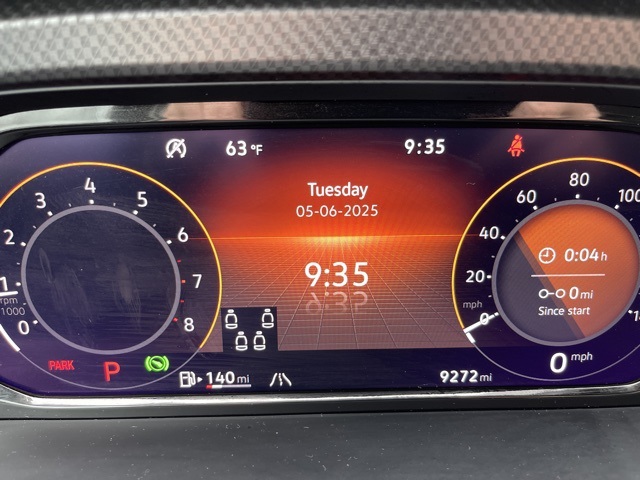 63 °F
9:35
Tuesday
05-06-2025
9:35
0
1
2
3
4
5
6
7
8
rpm
1000
PARK
P
140 mi
9272 mi
0
20
40
60
80
100
mph
0:04 h
0 mi
Since start
0 mph